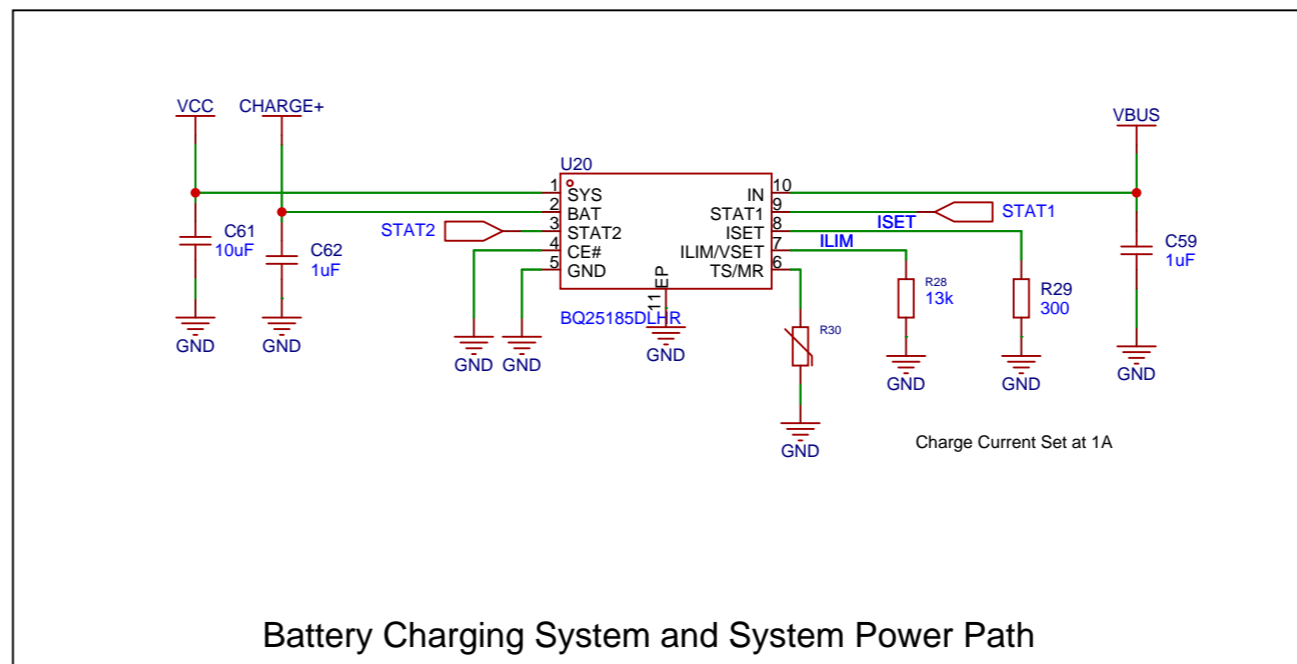 VCC
CHARGE+
VBUS
U20
1
SYS
2
BAT
3
STAT2
4
CE#
5
GND
10
IN
9
STAT1
8
ISET
7
ILIM/VSET
6
TS/MR
11
EP
BQ25185DLHR
STAT2
STAT1
ISET
ILIM
C61
10uF
C62
1uF
C59
1uF
R28
13k
R29
300
R30
GND
GND
GND
GND
GND
GND
GND
GND
GND
Charge Current Set at 1A
Battery Charging System and System Power Path